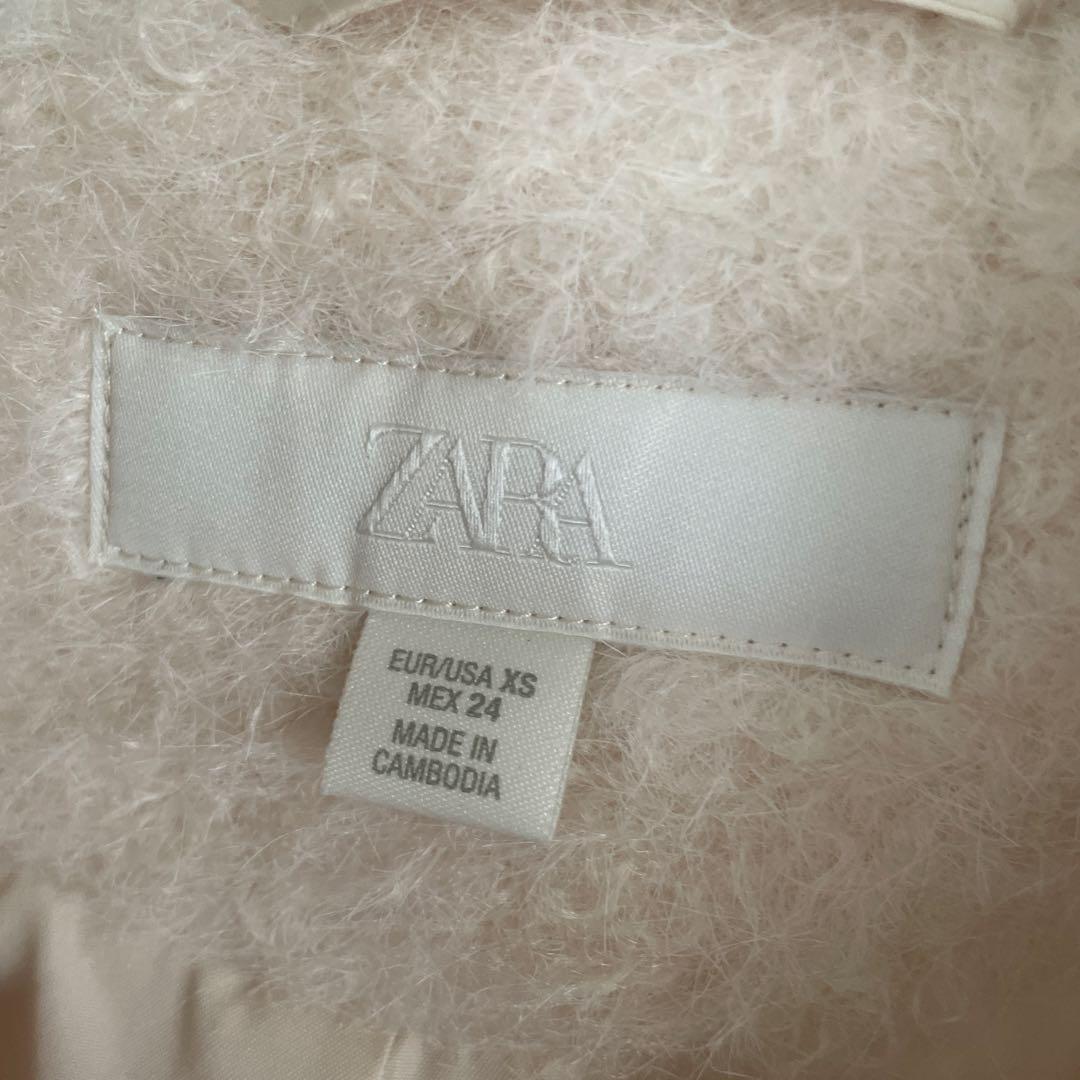 ZARA
EUR/USA XS
MEX 24
MADE IN
CAMBODIA